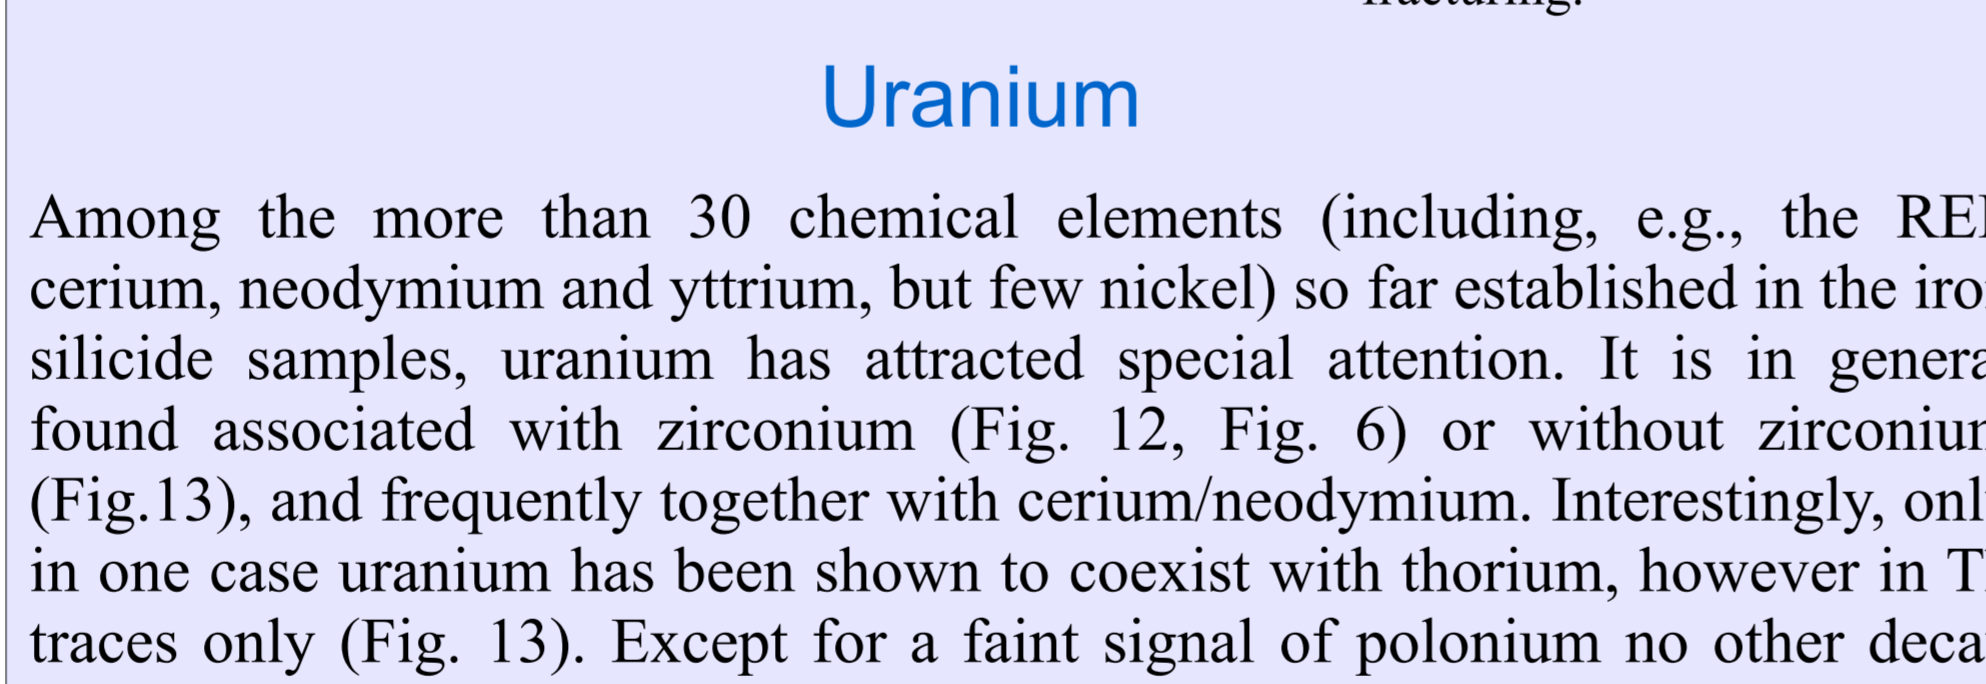 fracturing.
Uranium
Among the more than 30 chemical elements (including, e.g., the
cerium, neodymium and yttrium, but few nickel) so far established in the
silicide samples, uranium has attracted special attention. It is in
found associated with zirconium (Fig. 12, Fig. 6) or without
(Fig.13), and frequently together with cerium/neodymium. Interestingly,
in one case uranium has been shown to coexist with thorium, however in
traces only (Fig. 13). Except for a faint signal of polonium no other